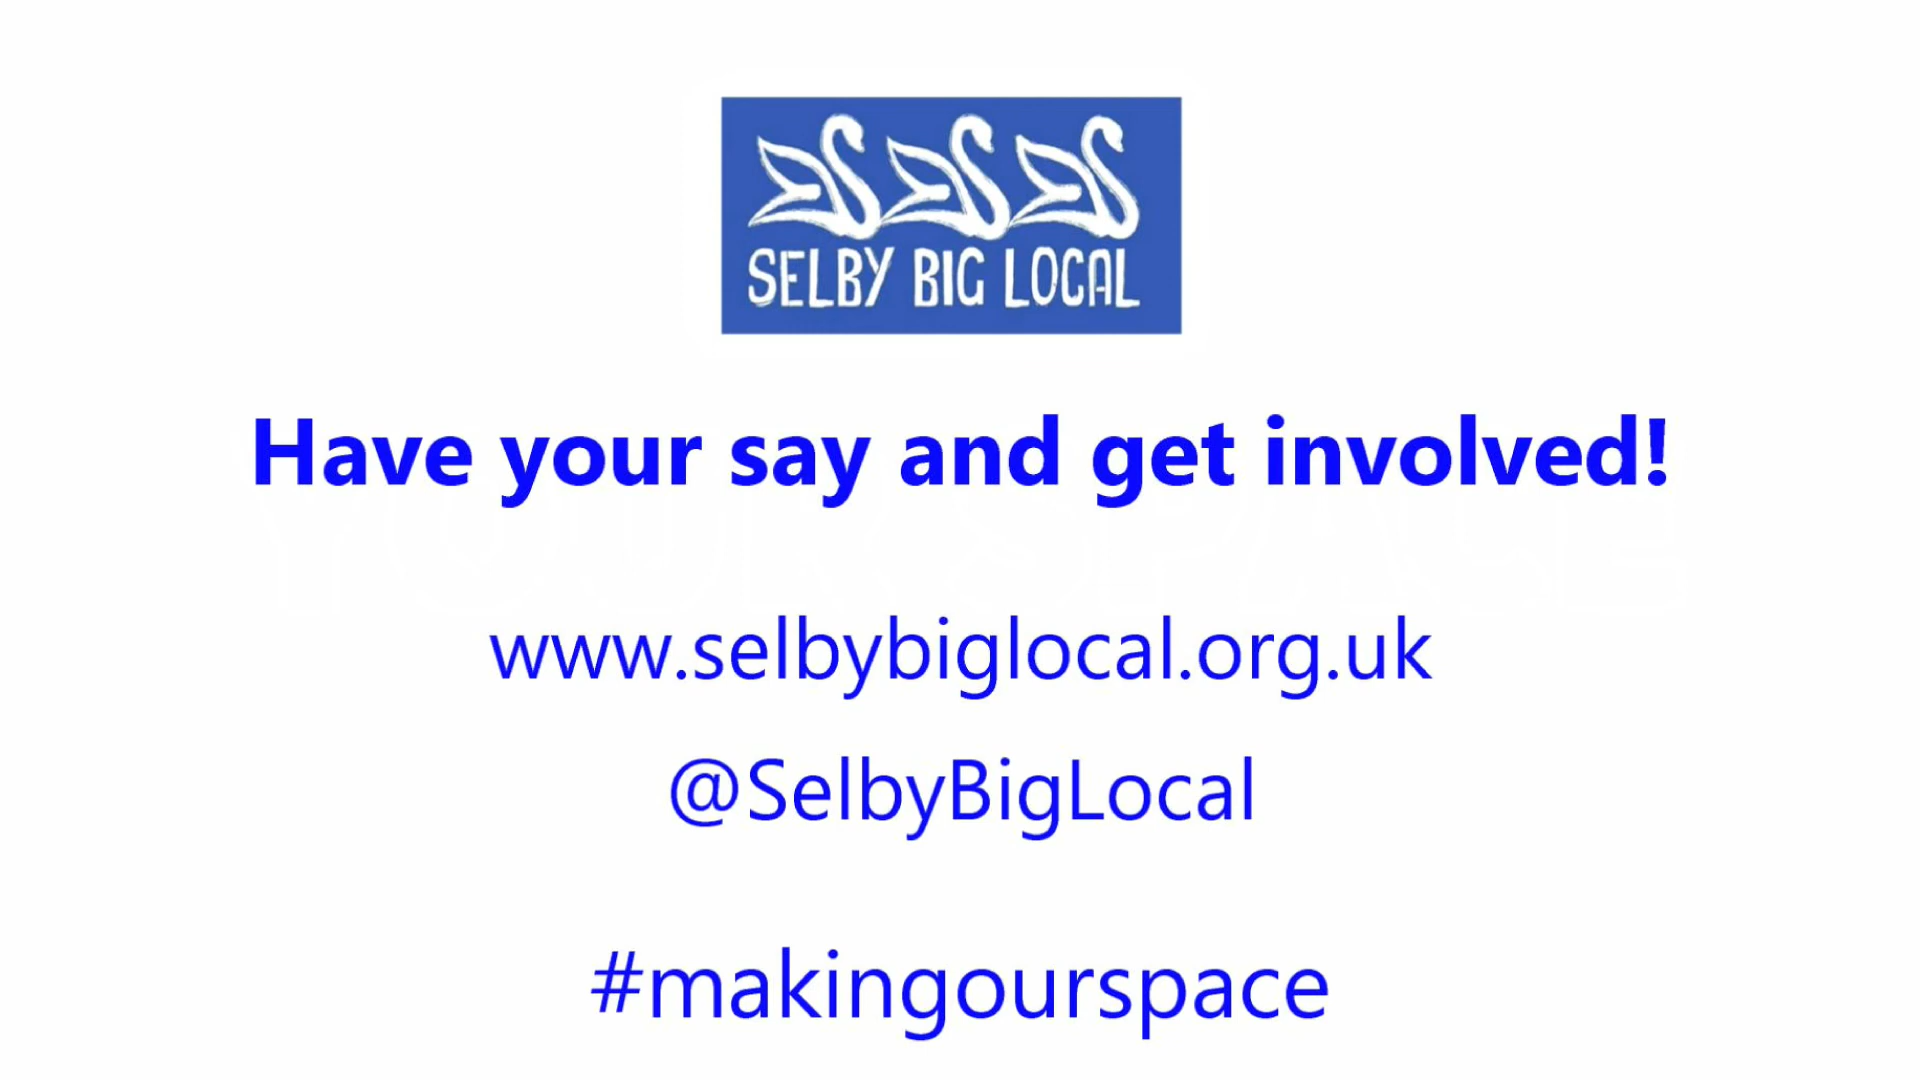 SELBY BIG LOCAL
Have your say and get involved!
www.selbybiglocal.org.uk
@SelbyBigLocal
#makingourspace